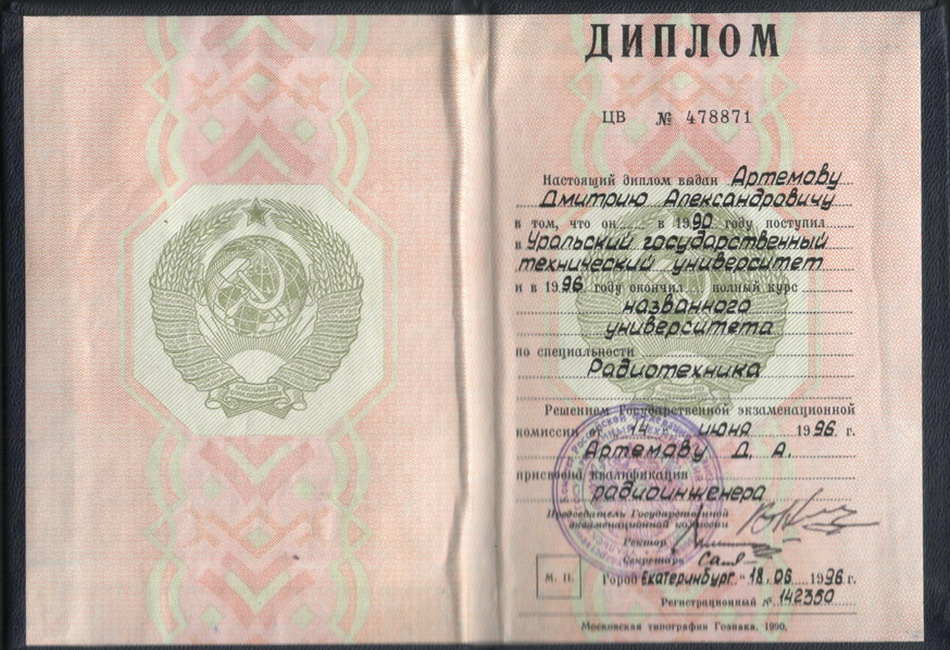 ДИПЛОМ
ЦВ № 478871
Настоящий диплом выдан Артемову
Дмитрию Александровичу
в том, что он в 1990 году поступил
в Уральский государственный
технический университет
и в 1996 году окончил полный курс
названного
университета
по специальности
Радиотехника
Решением Государственной экзаменационной
комиссии от 14 июня 1996 г.
Артемову Д. А.
присвоена квалификация
радиоинженера
Председатель Государственной
экзаменационной комиссии
Ректор
Секретарь
М. П.
Город Екатеринбург " 18.06 1996 г.
Регистрационный № 142350
Московская типография Гознака. 1990.